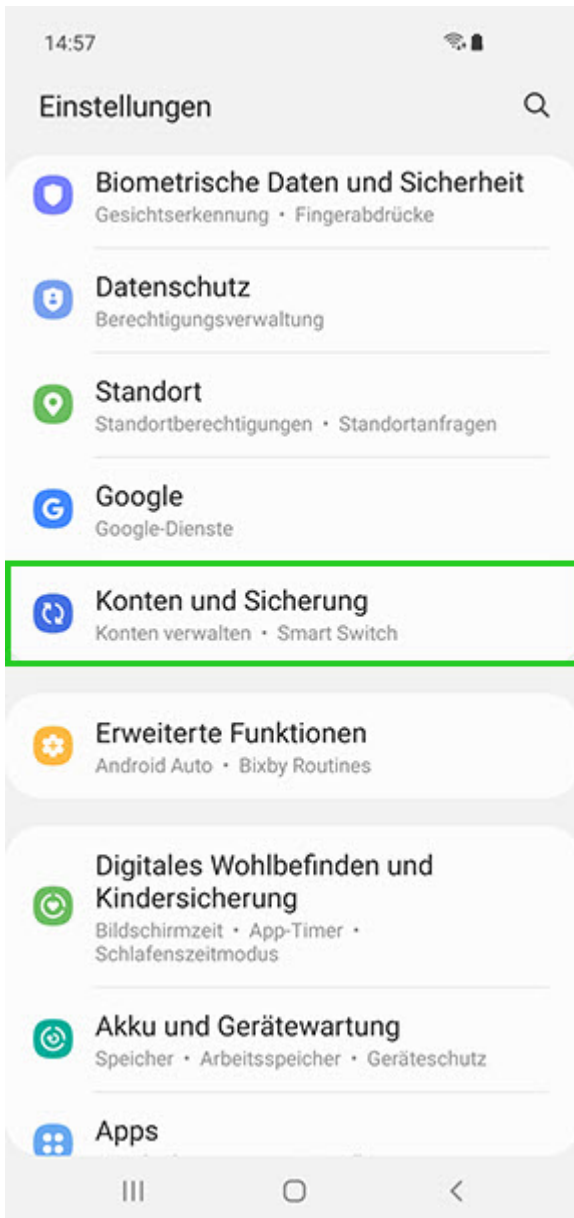 14:57
Einstellungen
Biometrische Daten und Sicherheit
Gesichtserkennung • Fingerabdrücke
Datenschutz
Berechtigungsverwaltung
Standort
Standortberechtigungen • Standortanfragen
Google
Google-Dienste
Konten und Sicherung
Konten verwalten • Smart Switch
Erweiterte Funktionen
Android Auto • Bixby Routines
Digitales Wohlbefinden und
Kindersicherung
Bildschirmzeit • App-Timer •
Schlafenszeitmodus
Akku und Gerätewartung
Speicher • Arbeitsspeicher • Geräteschutz
Apps